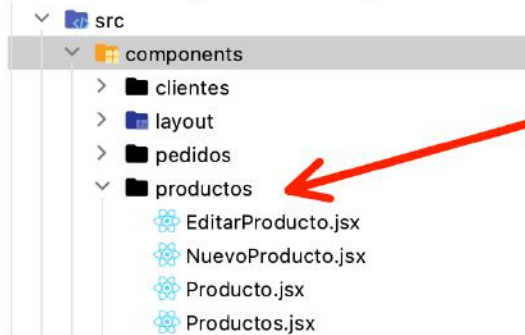 src
components
clientes
layout
pedidos
productos
EditarProducto.jsx
NuevoProducto.jsx
Producto.jsx
Productos.jsx